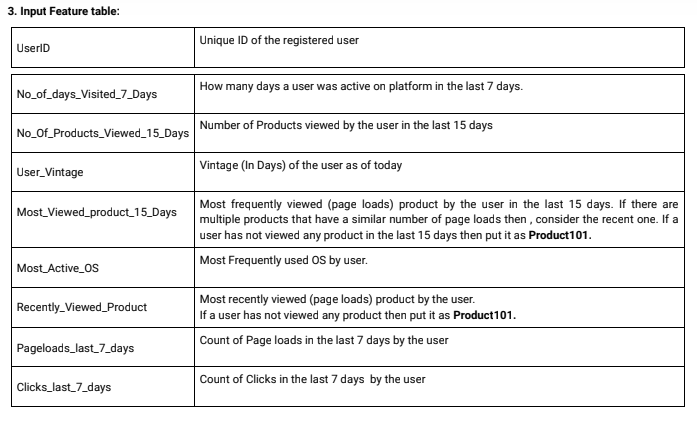 3. Input Feature table:
UserID
Unique ID of the registered user
No_of_days_Visited_7_Days
How many days a user was active on platform in the last 7 days.
No_Of_Products_Viewed_15_Days
Number of Products viewed by the user in the last 15 days
User_Vintage
Vintage (In Days) of the user as of today
Most_Viewed_product_15_Days
Most frequently viewed (page loads) product by the user in the last 15 days. If there are
multiple products that have a similar number of page loads then , consider the recent one. If a
user has not viewed any product in the last 15 days then put it as Product101.
Most_Active_OS
Most Frequently used OS by user.
Recently_Viewed_Product
Most recently viewed (page loads) product by the user.
If a user has not viewed any product then put it as Product101.
Pageloads_last_7_days
Count of Page loads in the last 7 days by the user
Clicks_last_7_days
Count of Clicks in the last 7 days by the user